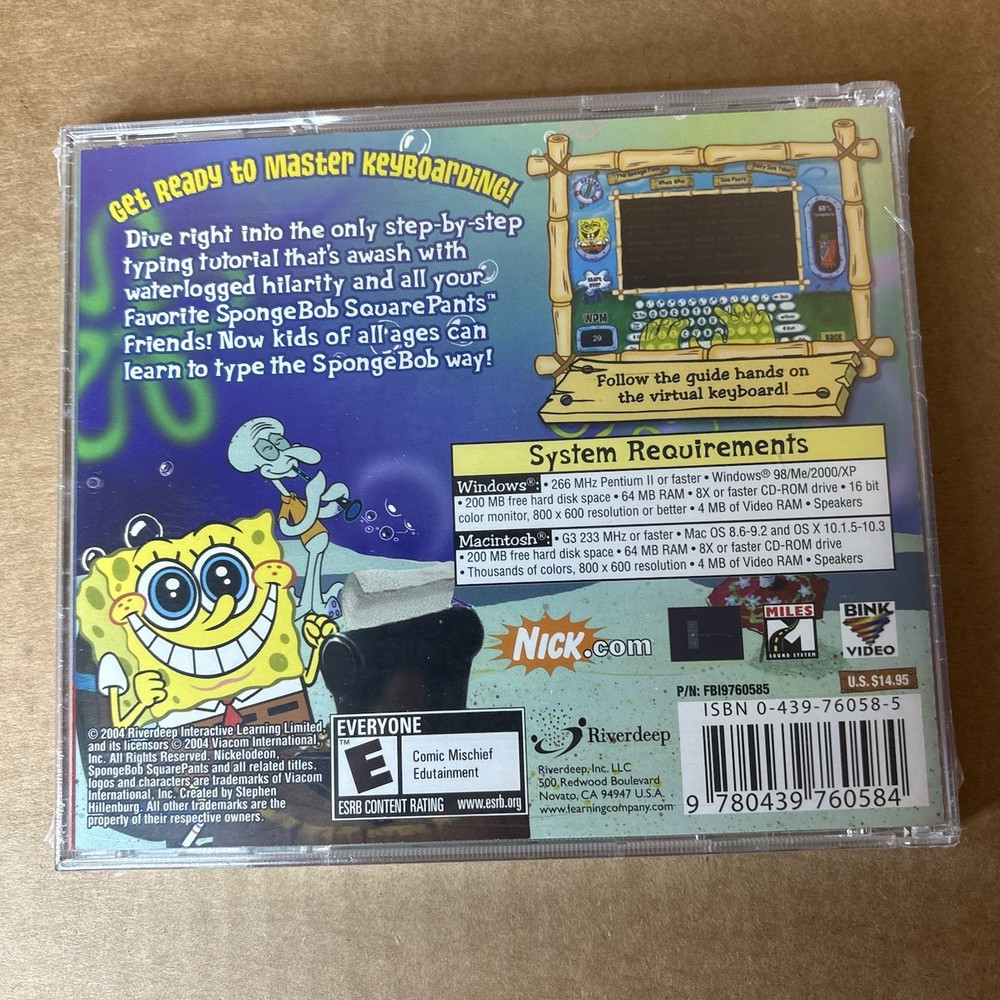 Get Ready to Master Keyboarding!
Dive right into the only step-by-step
typing tutorial that's awash with
waterlogged hilarity and all your
Favorite SpongeBob SquarePants™
Friends! Now kids of all ages can
learn to type the SpongeBob way!
WPM
29
60%
BACK
Follow the guide hands on
the virtual keyboard!
System Requirements
Windows®: • 266 MHz Pentium II or faster • Windows® 98/Me/2000/XP
• 200 MB free hard disk space • 64 MB RAM • 8X or faster CD-ROM drive • 16 bit
color monitor, 800 x 600 resolution or better • 4 MB of Video RAM • Speakers
Macintosh®: • G3 233 MHz or faster • Mac OS 8.6-9.2 and OS X 10.1.5-10.3
• 200 MB free hard disk space • 64 MB RAM • 8X or faster CD-ROM drive
• Thousands of colors, 800 x 600 resolution • 4 MB of Video RAM • Speakers
NICK.com
MILES
SOUND SYSTEM
BINK
VIDEO
P/N: FBI9760585
U.S. $14.95
ISBN 0-439-76058-5
9 780439 760584
© 2004 Riverdeep Interactive Learning Limited,
and its licensors © 2004 Viacom International,
Inc. All Rights Reserved. Nickelodeon,
SpongeBob SquarePants and all related titles,
logos and characters are trademarks of Viacom
International, Inc. Created by Stephen
Hillenburg. All other trademarks are the
property of their respective owners.
EVERYONE
E
™
Comic Mischief
Edutainment
ESRB CONTENT RATING www.esrb.org
Riverdeep
Riverdeep, Inc. LLC
500 Redwood Boulevard
Novato, CA 94947 U.S.A.
www.learningcompany.com